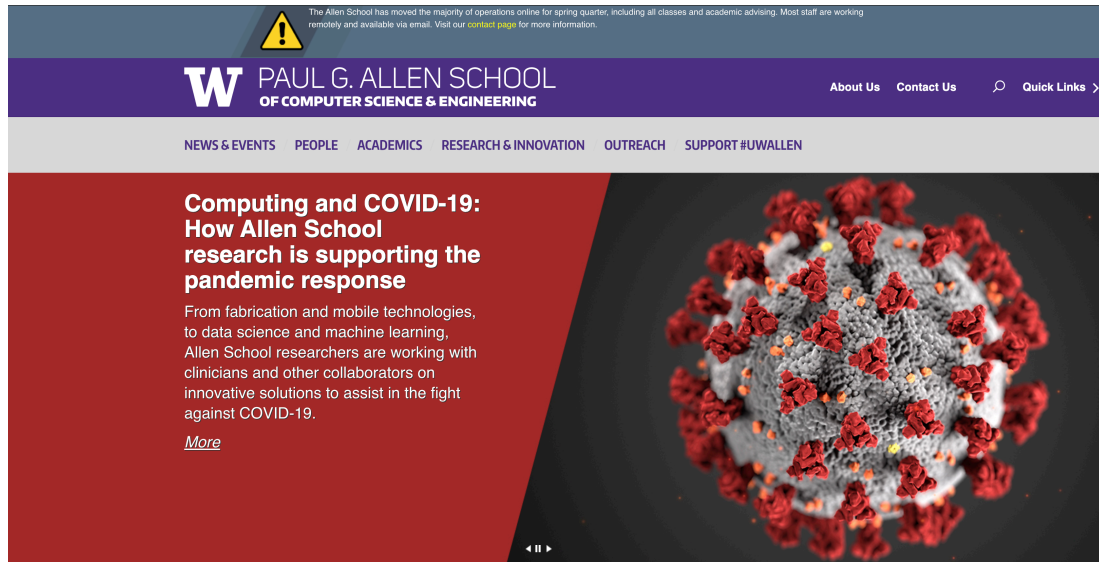 The Allen School has moved the majority of operations online for spring quarter, including all classes and academic advising. Most staff are working
remotely and available via email. Visit our contact page for more information.
W PAUL G. ALLEN SCHOOL
OF COMPUTER SCIENCE & ENGINEERING
About Us Contact Us Quick Links
NEWS & EVENTS PEOPLE ACADEMICS RESEARCH & INNOVATION OUTREACH SUPPORT #UWALLEN
Computing and COVID-19:
How Allen School
research is supporting the
pandemic response
From fabrication and mobile technologies,
to data science and machine learning,
Allen School researchers are working with
clinicians and other collaborators on
innovative solutions to assist in the fight
against COVID-19.
More